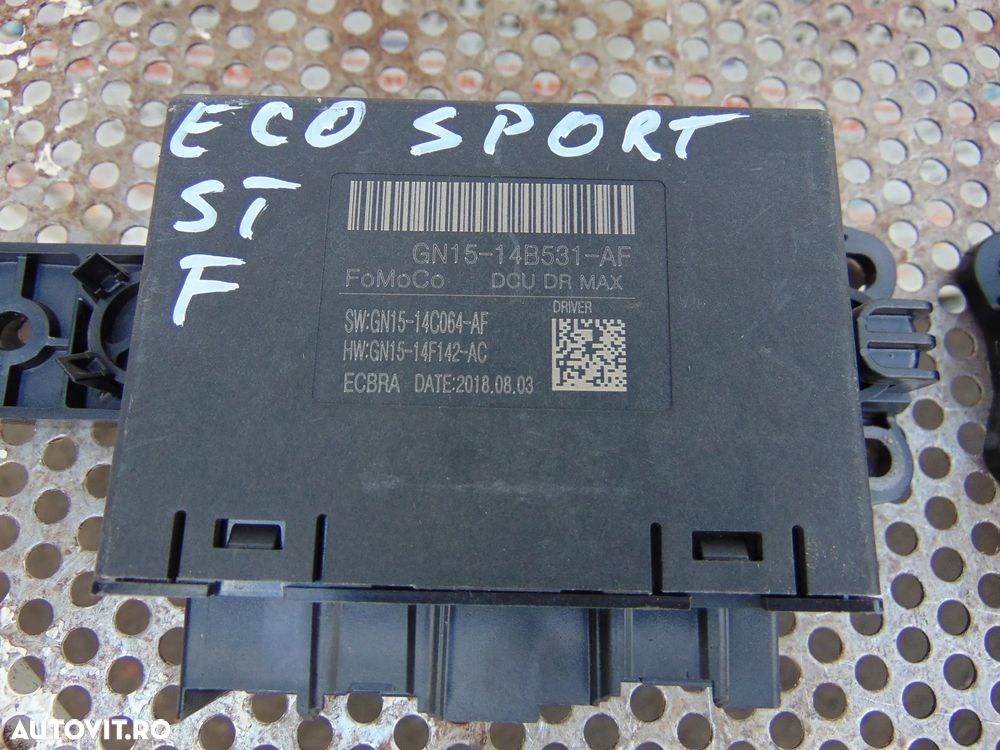 ECO SPORT
ST
F
GN15-14B531-AF
FoMoCo DCU DR MAX
DRIVER
SW:GN15-14C064-AF
HW:GN15-14F142-AC
ECBRA DATE:2018.08.03
AUTOVIT.RO